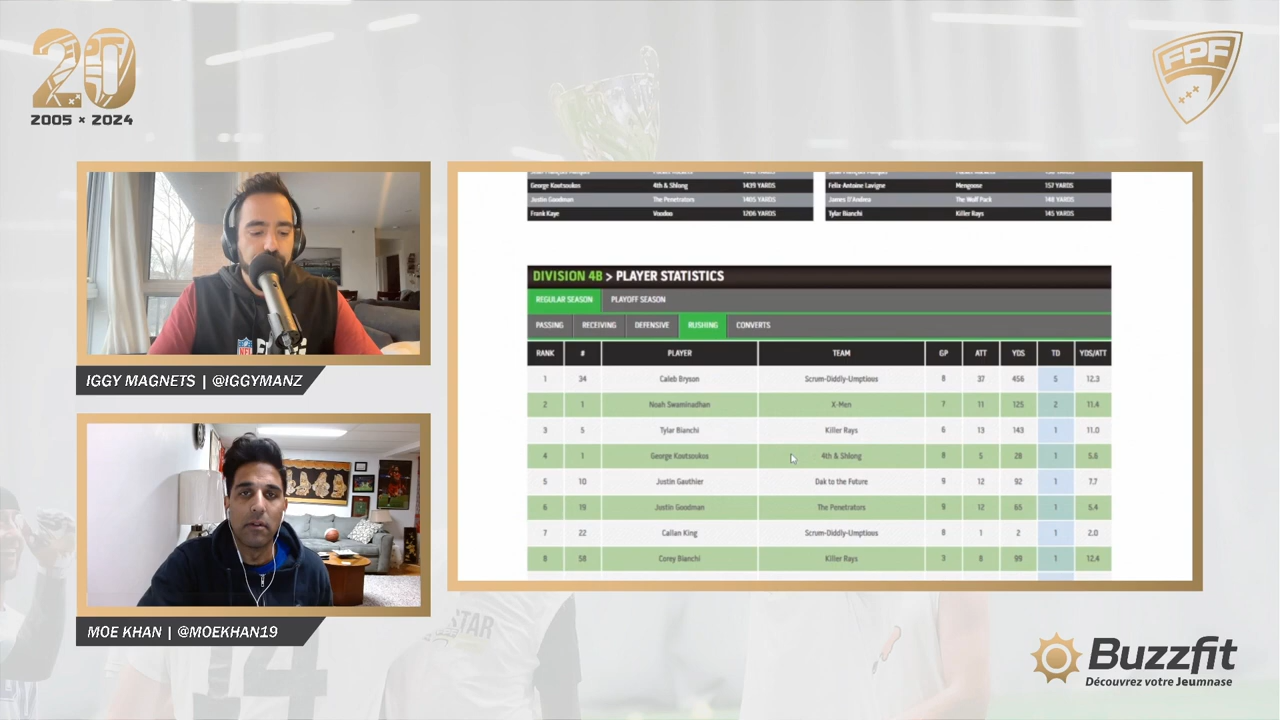 20
2005 × 2024
FPF
George Koutsoukos 4th & Shlong 1439 YARDS
Felix Antoine Lavigne Mengoose 157 YARDS
Justin Goodman The Penetrators 1405 YARDS
James D'Andrea The Wolf Pack 148 YARDS
Frank Kaye Voodoo 1206 YARDS
Tylar Bianchi Killer Rays 145 YARDS
DIVISION 4B > PLAYER STATISTICS
REGULAR SEASON PLAYOFF SEASON
PASSING RECEIVING DEFENSIVE RUSHING CONVERTS
RANK # PLAYER TEAM GP ATT YDS TD YDS/ATT
1 34 Caleb Bryson Scrum-Diddly-Umptious 8 37 456 5 12.3
2 1 Noah Swaminadhan X-Men 7 11 125 2 11.4
3 5 Tylar Bianchi Killer Rays 6 13 143 1 11.0
4 1 George Koutsoukos 4th & Shlong 8 5 28 1 5.6
5 10 Justin Gauthier Dak to the Future 9 12 92 1 7.7
6 19 Justin Goodman The Penetrators 9 12 65 1 5.4
7 22 Callan King Scrum-Diddly-Umptious 8 1 2 1 2.0
8 58 Corey Bianchi Killer Rays 3 8 99 1 12.4
NFL
IGGY MAGNETS | @IGGYMANZ
MOE KHAN | @MOEKHAN19
STAR
14
Buzzfit
Découvrez votre Jeumnase